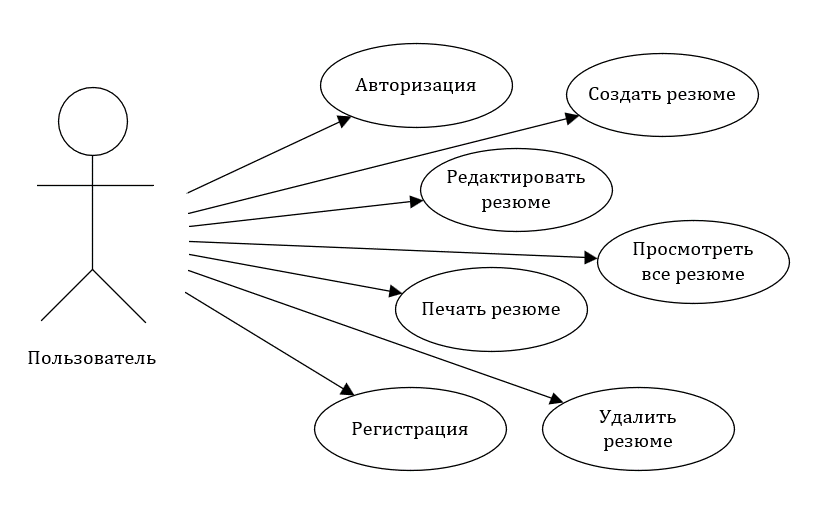 Авторизация
Создать резюме
Редактировать
резюме
Просмотреть
все резюме
Печать резюме
Пользователь
Регистрация
Удалить
резюме